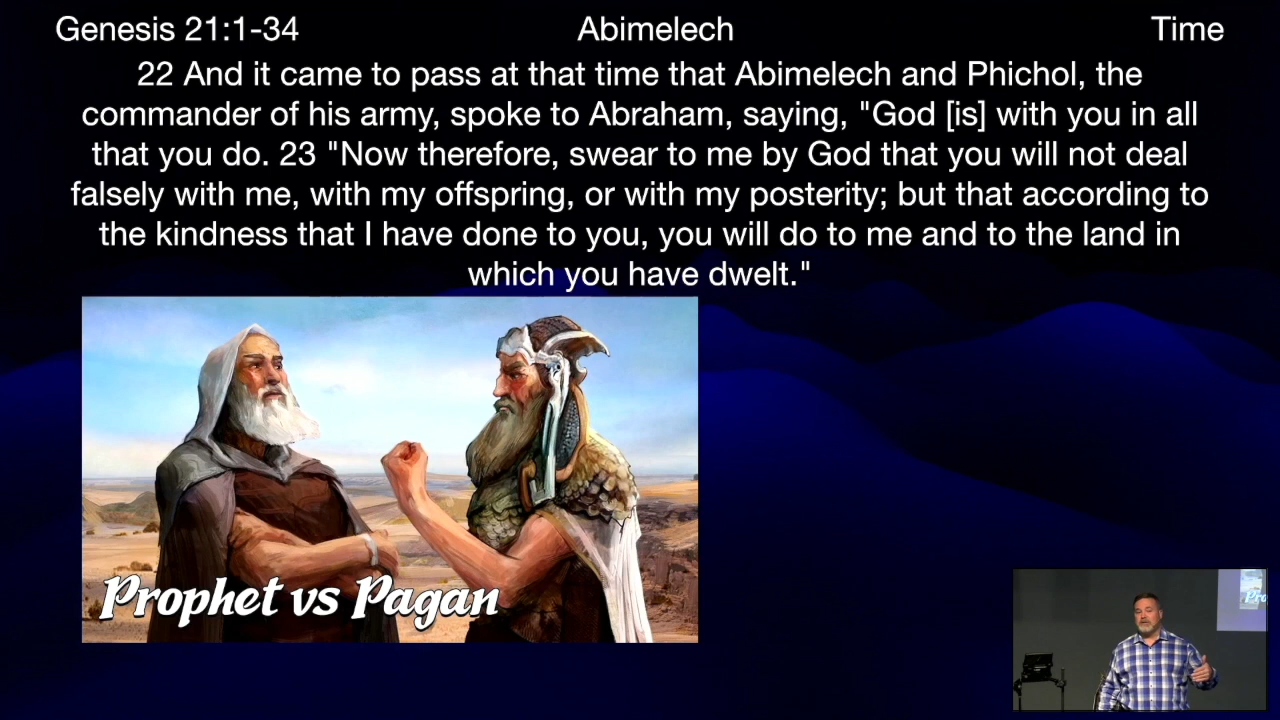 Genesis 21:1-34 Abimelech Time
22 And it came to pass at that time that Abimelech and Phichol, the
commander of his army, spoke to Abraham, saying, "God [is] with you in all
that you do. 23 "Now therefore, swear to me by God that you will not deal
falsely with me, with my offspring, or with my posterity; but that according to
the kindness that I have done to you, you will do to me and to the land in
which you have dwelt."
Prophet vs Pagan
Pro